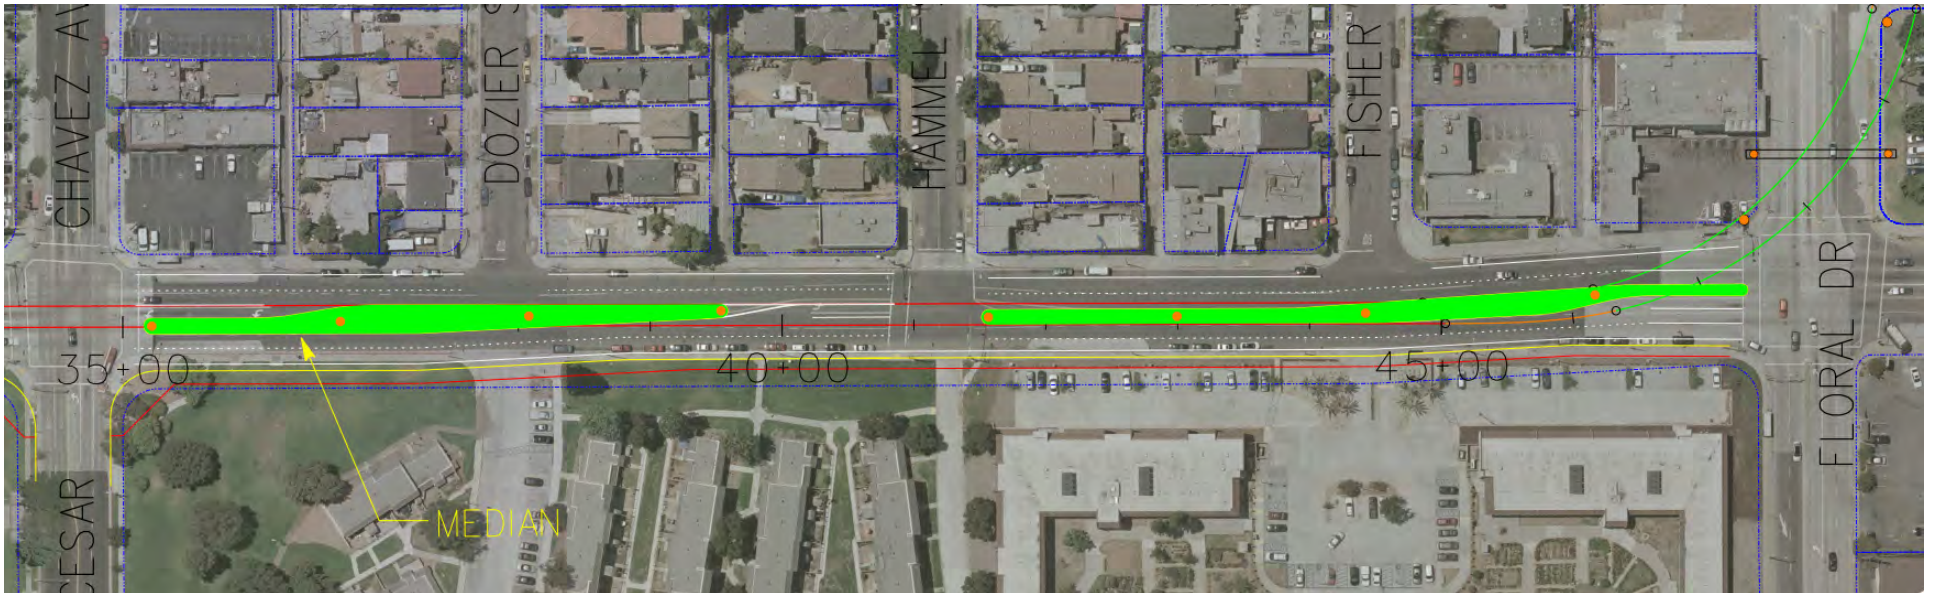 CHAVEZ AV
DOZIER S
HAMMEL
FISHER
FLORAL DR
35+00
40+00
45+00
P
MEDIAN
CESAR